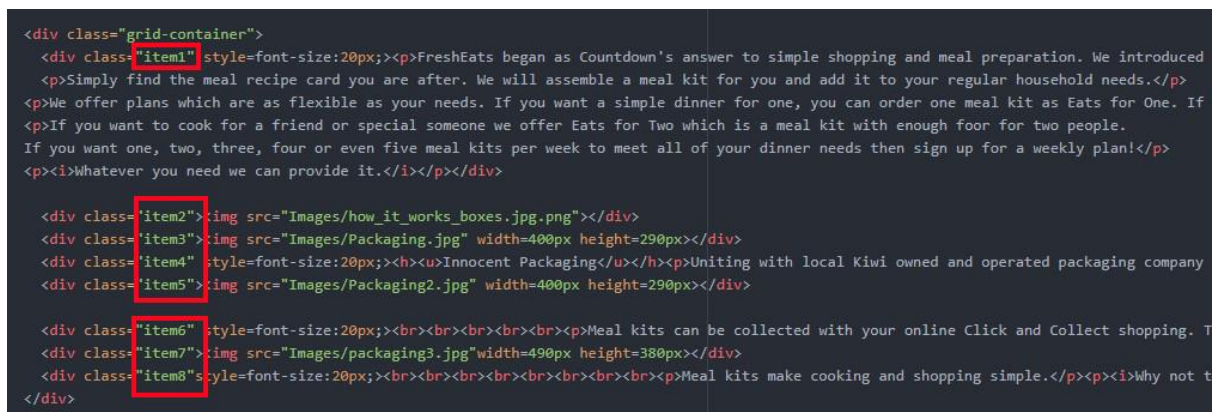 <div class="grid-container">
<div class="item1" style=font-size:20px;><p>FreshEats began as Countdown's answer to simple shopping and meal preparation. We introduced
<p>Simply find the meal recipe card you are after. We will assemble a meal kit for you and add it to your regular household needs.</p>
<p>We offer plans which are as flexible as your needs. If you want a simple dinner for one, you can order one meal kit as Eats for One. If
<p>If you want to cook for a friend or special someone we offer Eats for Two which is a meal kit with enough foor for two people.
If you want one, two, three, four or even five meal kits per week to meet all of your dinner needs then sign up for a weekly plan!</p>
<p><i>Whatever you need we can provide it.</i></p></div>
<div class="item2"><img src="Images/how_it_works_boxes.jpg.png"></div>
<div class="item3"><img src="Images/Packaging.jpg" width=400px height=290px></div>
<div class="item4" style=font-size:20px;><h><u>Innocent Packaging</u></h><p>Uniting with local Kiwi owned and operated packaging company
<div class="item5"><img src="Images/Packaging2.jpg" width=400px height=290px></div>
<div class="item6" style=font-size:20px;><br><br><br><br><br><p>Meal kits can be collected with your online Click and Collect shopping. T
<div class="item7"><img src="Images/packaging3.jpg"width=490px height=380px></div>
<div class="item8"style=font-size:20px;><br><br><br><br><br><br><br><br><p>Meal kits make cooking and shopping simple.</p><p><i>Why not t
</div>